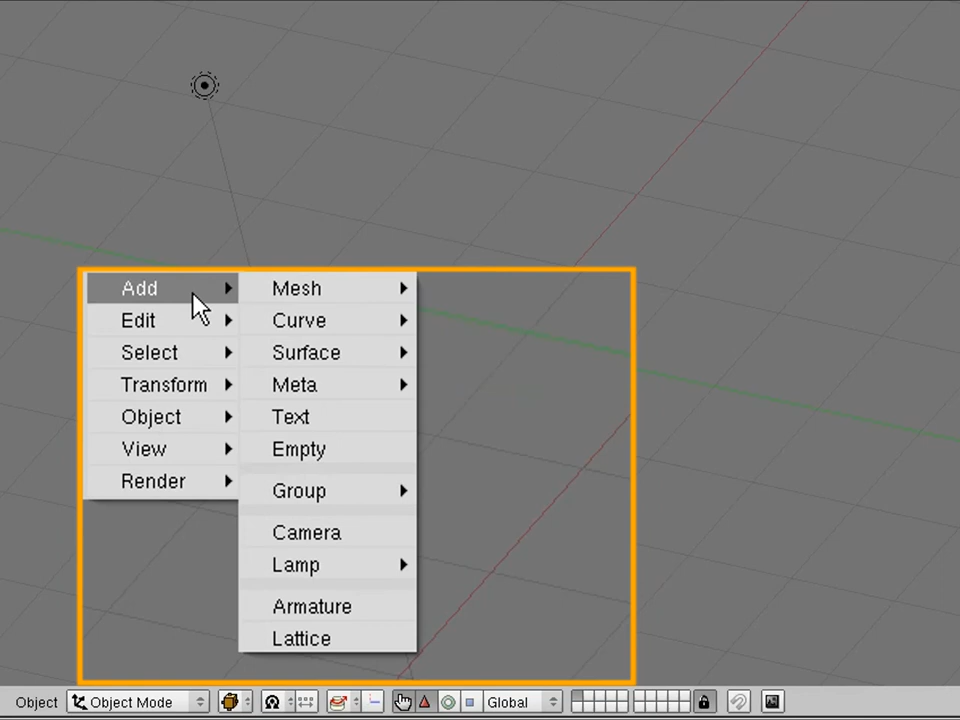 Add
Edit
Select
Transform
Object
View
Render
Mesh
Curve
Surface
Meta
Text
Empty
Group
Camera
Lamp
Armature
Lattice
Object Object Mode Global